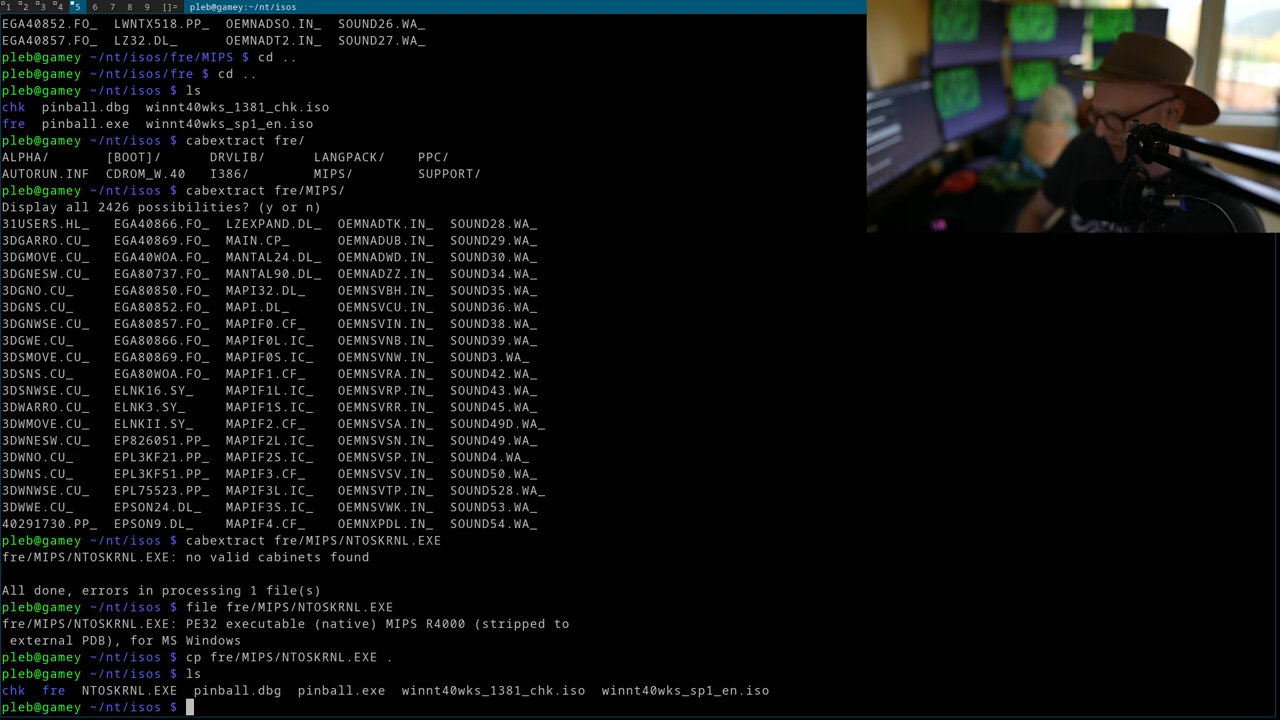 1 2 3 4 5 6 7 8 9 []= pleb@gamey:~/nt/isos
EGA40852.FO_ LWNTX518.PP_ OEMNADSO.IN_ SOUND26.WA_
EGA40857.FO_ LZ32.DL_ OEMNADT2.IN_ SOUND27.WA_
pleb@gamey ~/nt/isos/fre/MIPS $ cd ..
pleb@gamey ~/nt/isos/fre $ cd ..
pleb@gamey ~/nt/isos $ ls
chk pinball.dbg winnt40wks_1381_chk.iso
fre pinball.exe winnt40wks_sp1_en.iso
pleb@gamey ~/nt/isos $ cabextract fre/
ALPHA/ [BOOT]/ DRVLIB/ LANGPACK/ PPC/
AUTORUN.INF CDROM_W.40 I386/ MIPS/ SUPPORT/
pleb@gamey ~/nt/isos $ cabextract fre/MIPS/
Display all 2426 possibilities? (y or n)
31USERS.HL_ EGA40866.FO_ LZEXPAND.DL_ OEMNADTK.IN_ SOUND28.WA_
3DGARRO.CU_ EGA40869.FO_ MAIN.CP_ OEMNADUB.IN_ SOUND29.WA_
3DGMOVE.CU_ EGA40WOA.FO_ MANTAL24.DL_ OEMNADWD.IN_ SOUND30.WA_
3DGNESW.CU_ EGA80737.FO_ MANTAL90.DL_ OEMNADZZ.IN_ SOUND34.WA_
3DGNO.CU_ EGA80850.FO_ MAPI32.DL_ OEMNSVBH.IN_ SOUND35.WA_
3DGNS.CU_ EGA80852.FO_ MAPI.DL_ OEMNSVCU.IN_ SOUND36.WA_
3DGNWSE.CU_ EGA80857.FO_ MAPIF0.CF_ OEMNSVIN.IN_ SOUND38.WA_
3DGWE.CU_ EGA80866.FO_ MAPIF0L.IC_ OEMNSVNB.IN_ SOUND39.WA_
3DSMOVE.CU_ EGA80869.FO_ MAPIF0S.IC_ OEMNSVNW.IN_ SOUND3.WA_
3DSNS.CU_ EGA80WOA.FO_ MAPIF1.CF_ OEMNSVRA.IN_ SOUND42.WA_
3DSNWSE.CU_ ELNK16.SY_ MAPIF1L.IC_ OEMNSVRP.IN_ SOUND43.WA_
3DWARRO.CU_ ELNK3.SY_ MAPIF1S.IC_ OEMNSVRR.IN_ SOUND45.WA_
3DWMOVE.CU_ ELNKII.SY_ MAPIF2.CF_ OEMNSVSA.IN_ SOUND49D.WA_
3DWNESW.CU_ EP826051.PP_ MAPIF2L.IC_ OEMNSVSN.IN_ SOUND49.WA_
3DWNO.CU_ EPL3KF21.PP_ MAPIF2S.IC_ OEMNSVSP.IN_ SOUND4.WA_
3DWNS.CU_ EPL3KF51.PP_ MAPIF3.CF_ OEMNSVSV.IN_ SOUND50.WA_
3DWNWSE.CU_ EPL75523.PP_ MAPIF3L.IC_ OEMNSVTP.IN_ SOUND528.WA_
3DWWE.CU_ EPSON24.DL_ MAPIF3S.IC_ OEMNSVWK.IN_ SOUND53.WA_
40291730.PP_ EPSON9.DL_ MAPIF4.CF_ OEMNXPDL.IN_ SOUND54.WA_
pleb@gamey ~/nt/isos $ cabextract fre/MIPS/NTOSKRNL.EXE
fre/MIPS/NTOSKRNL.EXE: no valid cabinets found
All done, errors in processing 1 file(s)
pleb@gamey ~/nt/isos $ file fre/MIPS/NTOSKRNL.EXE
fre/MIPS/NTOSKRNL.EXE: PE32 executable (native) MIPS R4000 (stripped to
external PDB), for MS Windows
pleb@gamey ~/nt/isos $ cp fre/MIPS/NTOSKRNL.EXE .
pleb@gamey ~/nt/isos $ ls
chk fre NTOSKRNL.EXE pinball.dbg pinball.exe winnt40wks_1381_chk.iso winnt40wks_sp1_en.iso
pleb@gamey ~/nt/isos $